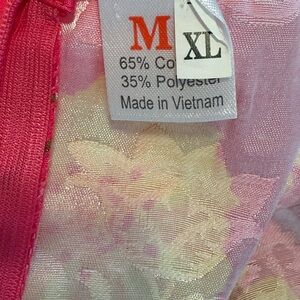 M
XL
65% Co
35% Polyester
Made in Vietnam